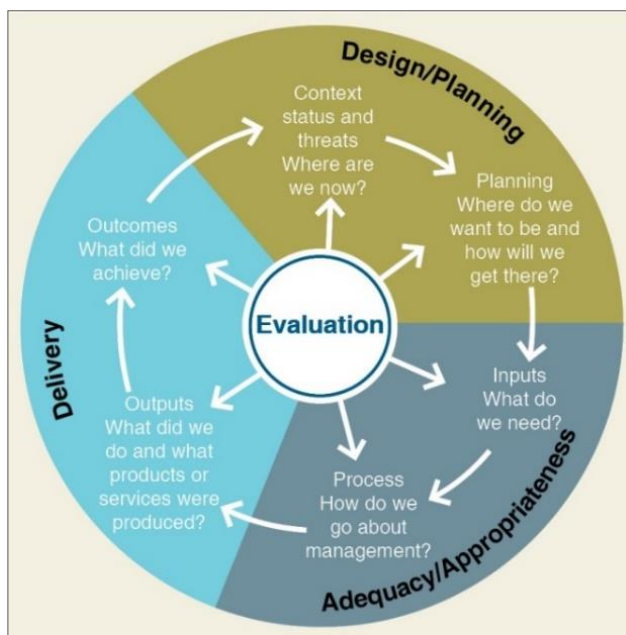 Design/Planning
Context
status and
threats
Where are
we now?
Planning
Where do we
want to be and
how will we
get there?
Inputs
What do
we need?
Adequacy/Appropriateness
Process
How do we
go about
management?
Outputs
What did we
do and what
products or
services were
produced?
Delivery
Outcomes
What did we
achieve?
Evaluation